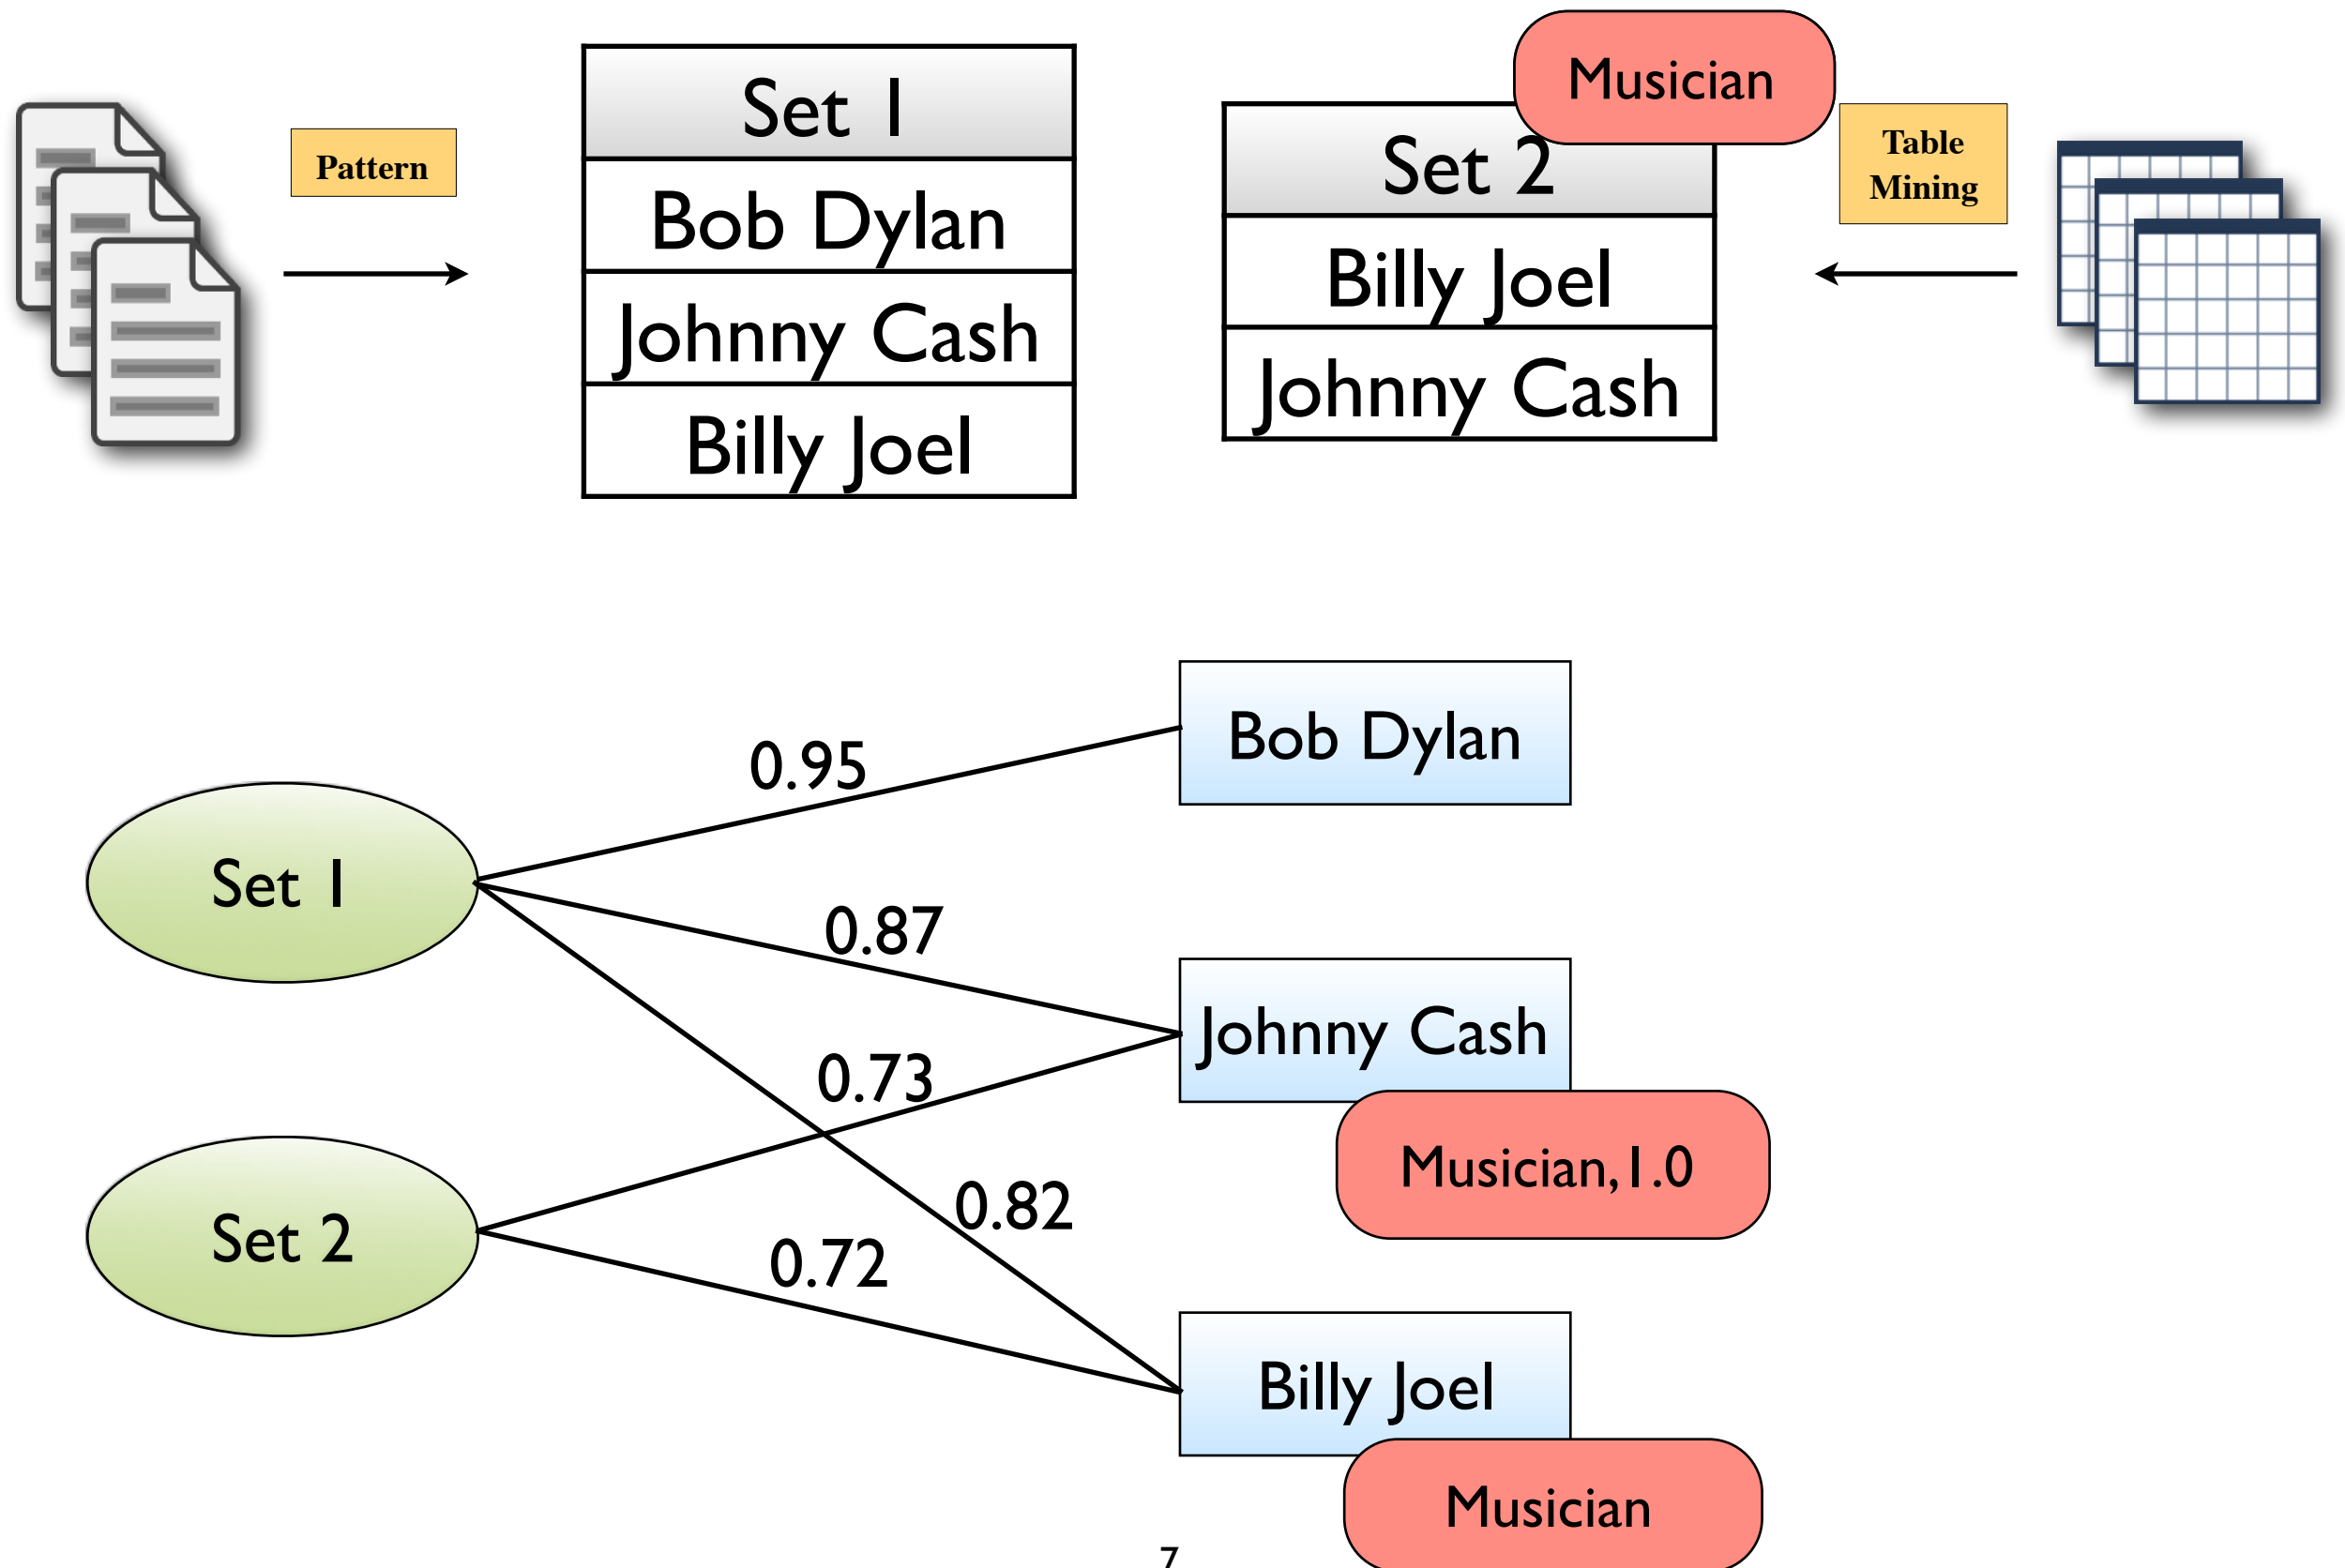 Pattern
Set 1
Bob Dylan
Johnny Cash
Billy Joel
Musician
Set 2
Billy Joel
Johnny Cash
Table
Mining
Set 1
Set 2
0.95
0.87
0.73
0.82
0.72
Bob Dylan
Johnny Cash
Musician,1.0
Billy Joel
Musician
7